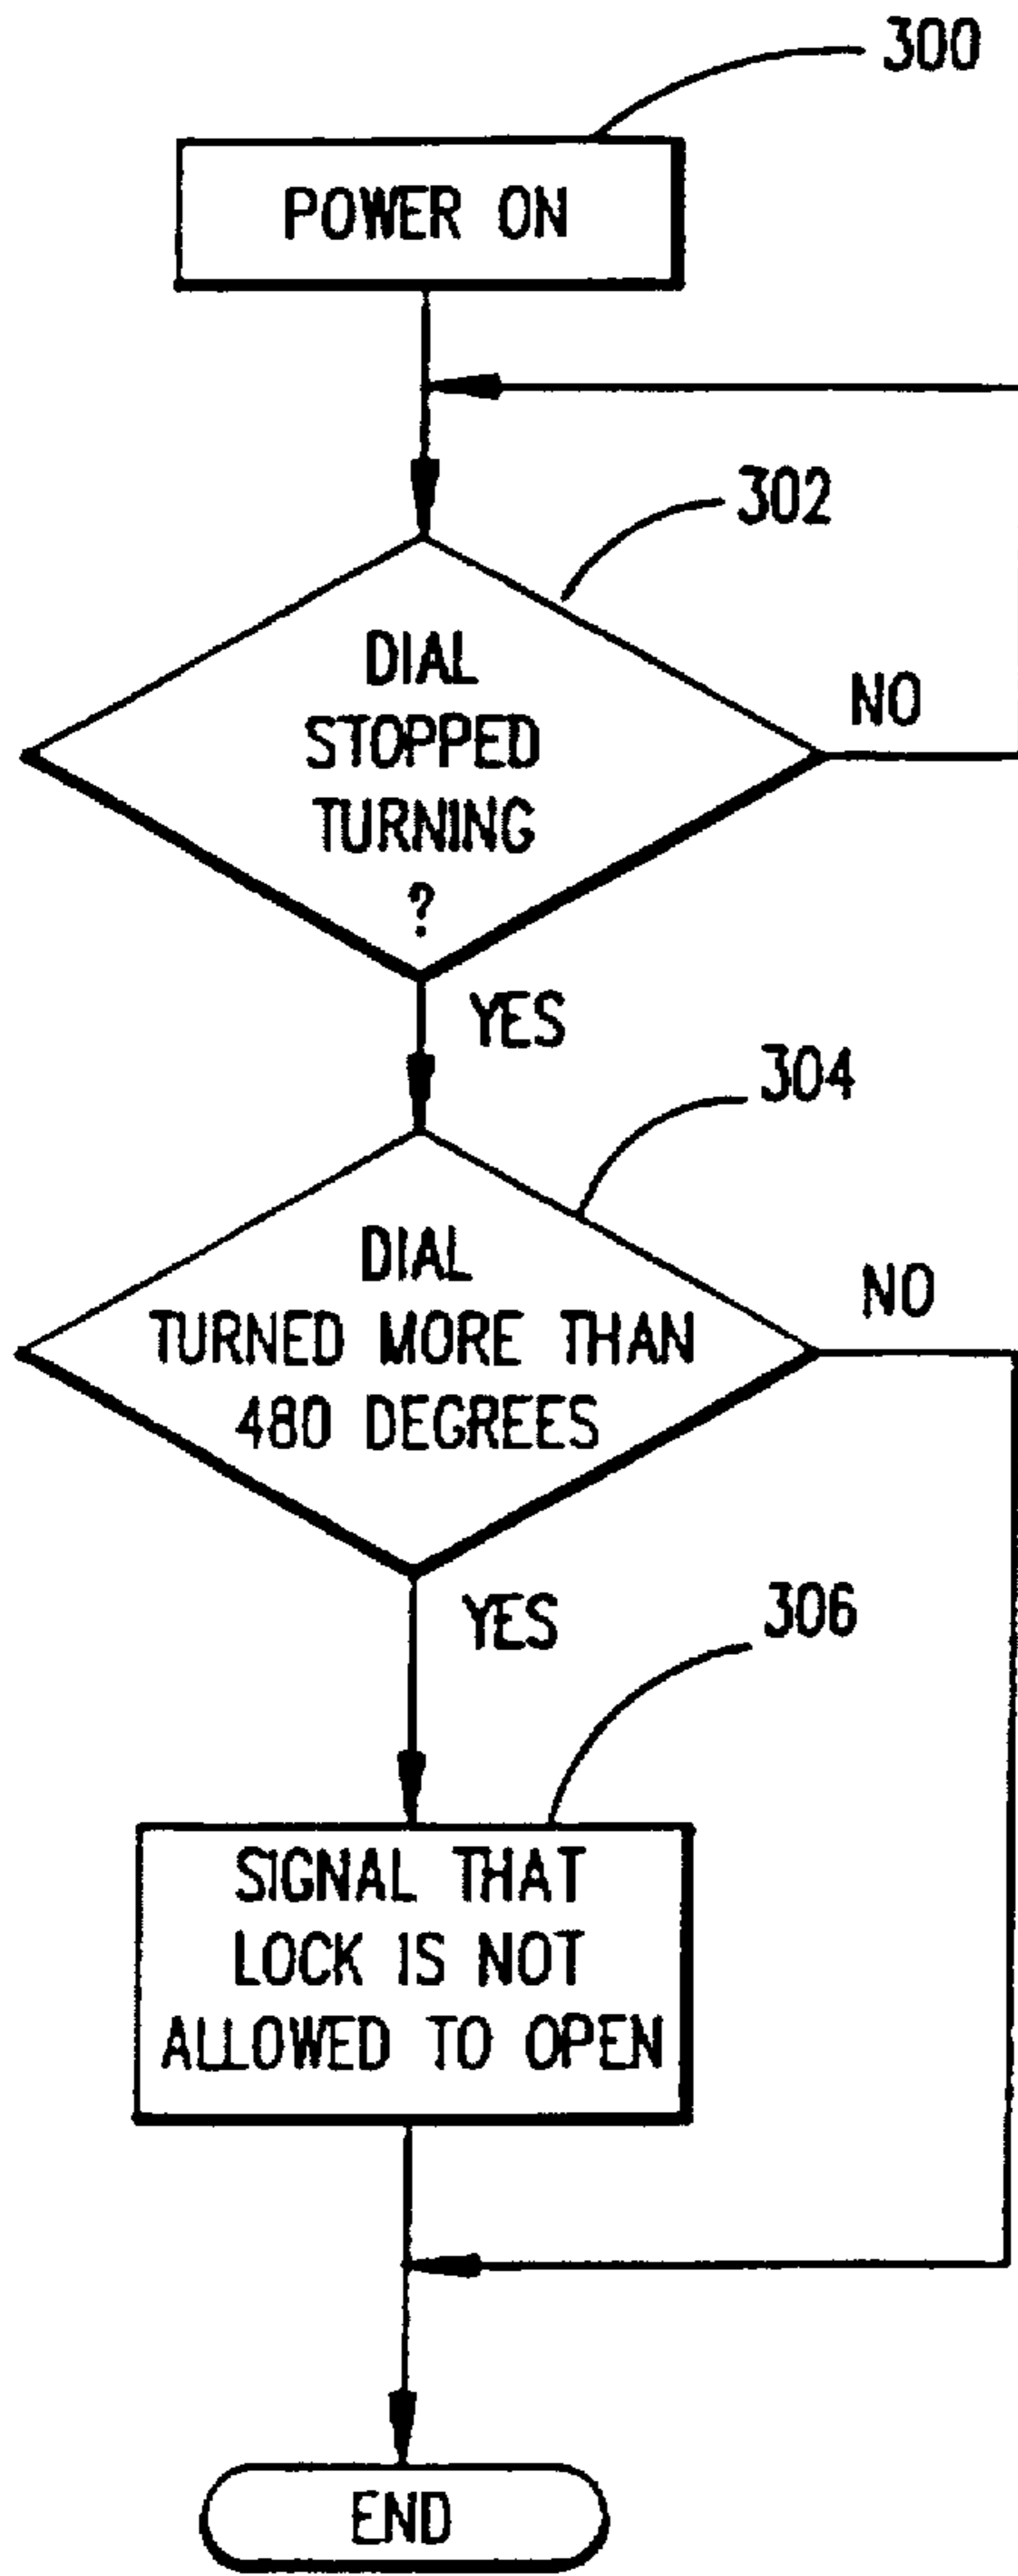 300
POWER ON
302
DIAL
STOPPED
TURNING
?
NO
YES
304
DIAL
TURNED MORE THAN
480 DEGREES
NO
YES
306
SIGNAL THAT
LOCK IS NOT
ALLOWED TO OPEN
END